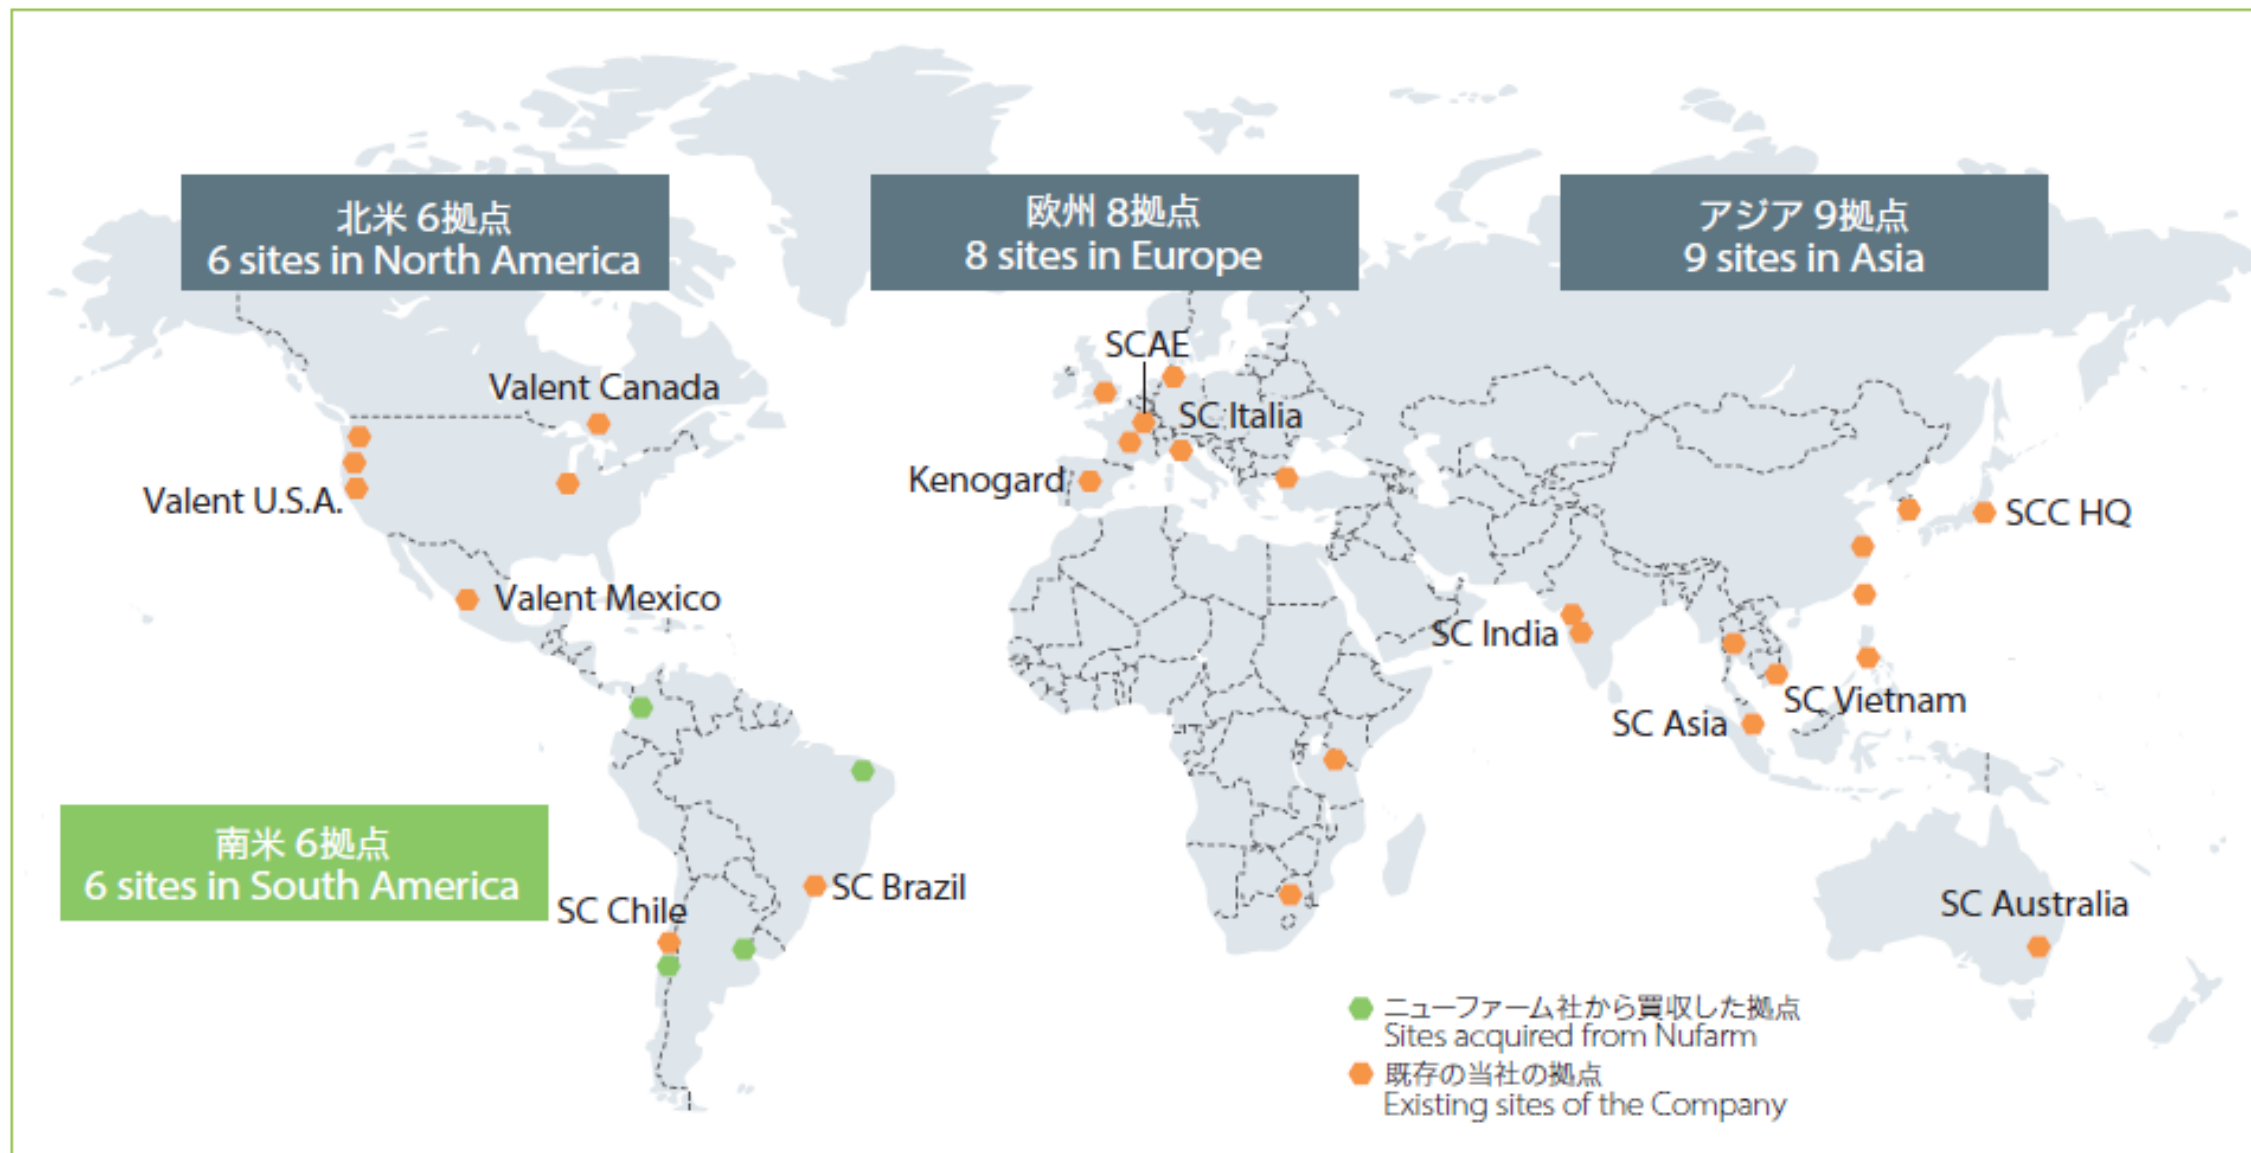 北米 6拠点
6 sites in North America
欧州 8拠点
8 sites in Europe
アジア 9拠点
9 sites in Asia
SCAE
Valent Canada
SC Italia
Kenogard
Valent U.S.A.
SCC HQ
Valent Mexico
SC India
SC Vietnam
SC Asia
南米 6拠点
6 sites in South America
SC Brazil
SC Chile
SC Australia
ニューファーム社から買収した拠点
Sites acquired from Nufarm
既存の当社の拠点
Existing sites of the Company